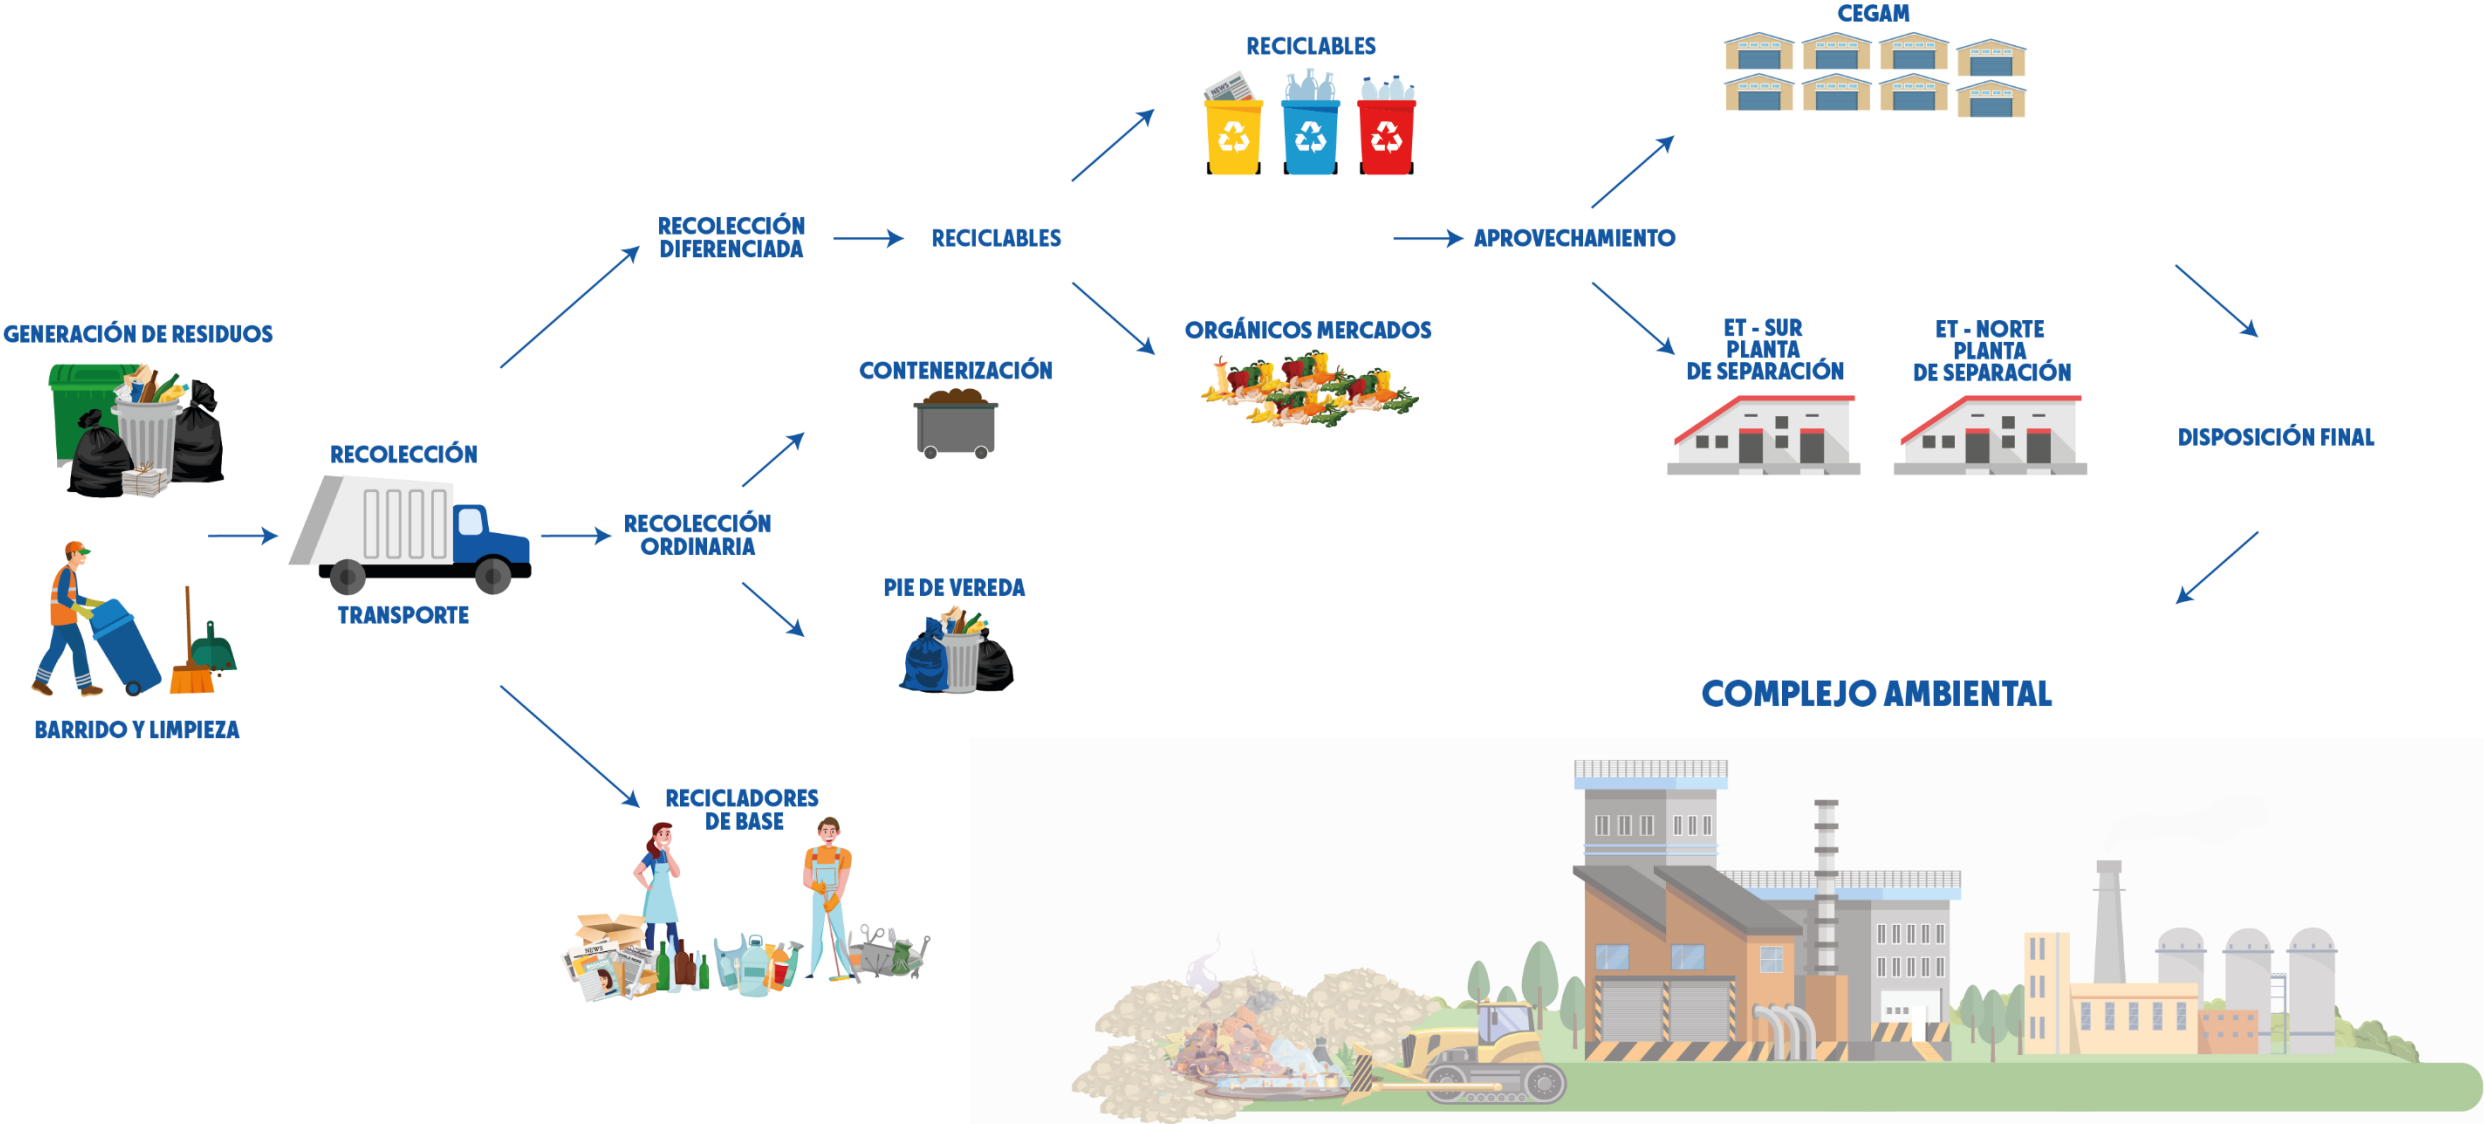 GENERACIÓN DE RESIDUOS
BARRIDO Y LIMPIEZA
RECOLECCIÓN
TRANSPORTE
RECOLECCIÓN
DIFERENCIADA
RECOLECCIÓN
ORDINARIA
RECICLADORES
DE BASE
NEWS
RECICLABLES
CONTENERIZACIÓN
PIE DE VEREDA
RECICLABLES
NEWS
ORGÁNICOS MERCADOS
APROVECHAMIENTO
CEGAM
ET - SUR
PLANTA
DE SEPARACIÓN
ET - NORTE
PLANTA
DE SEPARACIÓN
DISPOSICIÓN FINAL
COMPLEJO AMBIENTAL